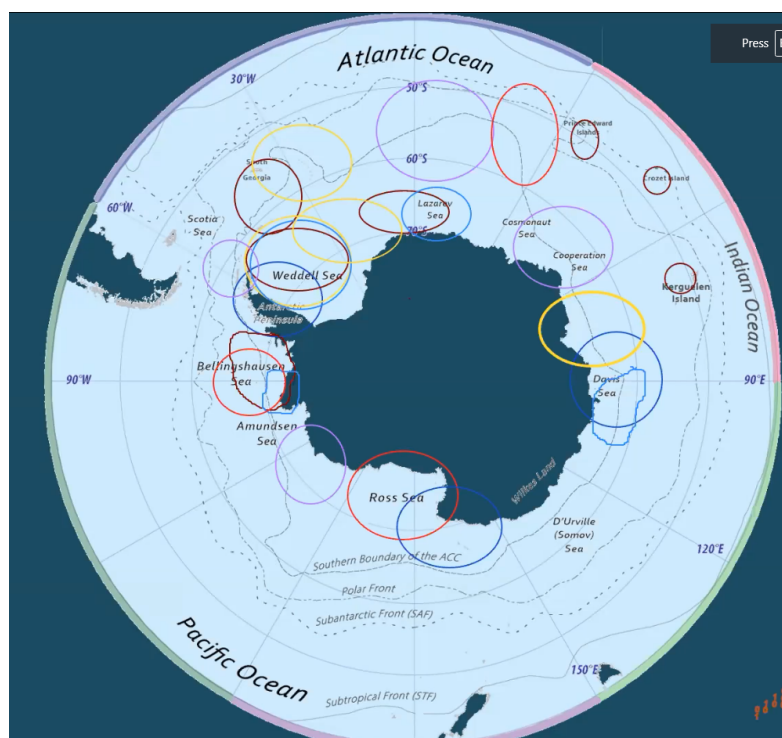 Press
Atlantic Ocean
30°W
50°S
Prince Edward
Islands
60°S
South
Georgia
Crozet Island
60°W
Lazarev
Sea
Scotia
Sea
Cosmonaut
Sea
70°S
Cooperation
Sea
Indian Ocean
Weddell Sea
Kerguelen
Island
Antarctic
Peninsula
Bellingshausen
Sea
90°W
Davis
Sea
90°E
Amundsen
Sea
Ross Sea
Wilkes Land
D'Urville
(Somov)
Sea
120°E
Southern Boundary of the ACC
Polar Front
Subantarctic Front (SAF)
Pacific Ocean
150°E
Subtropical Front (STF)